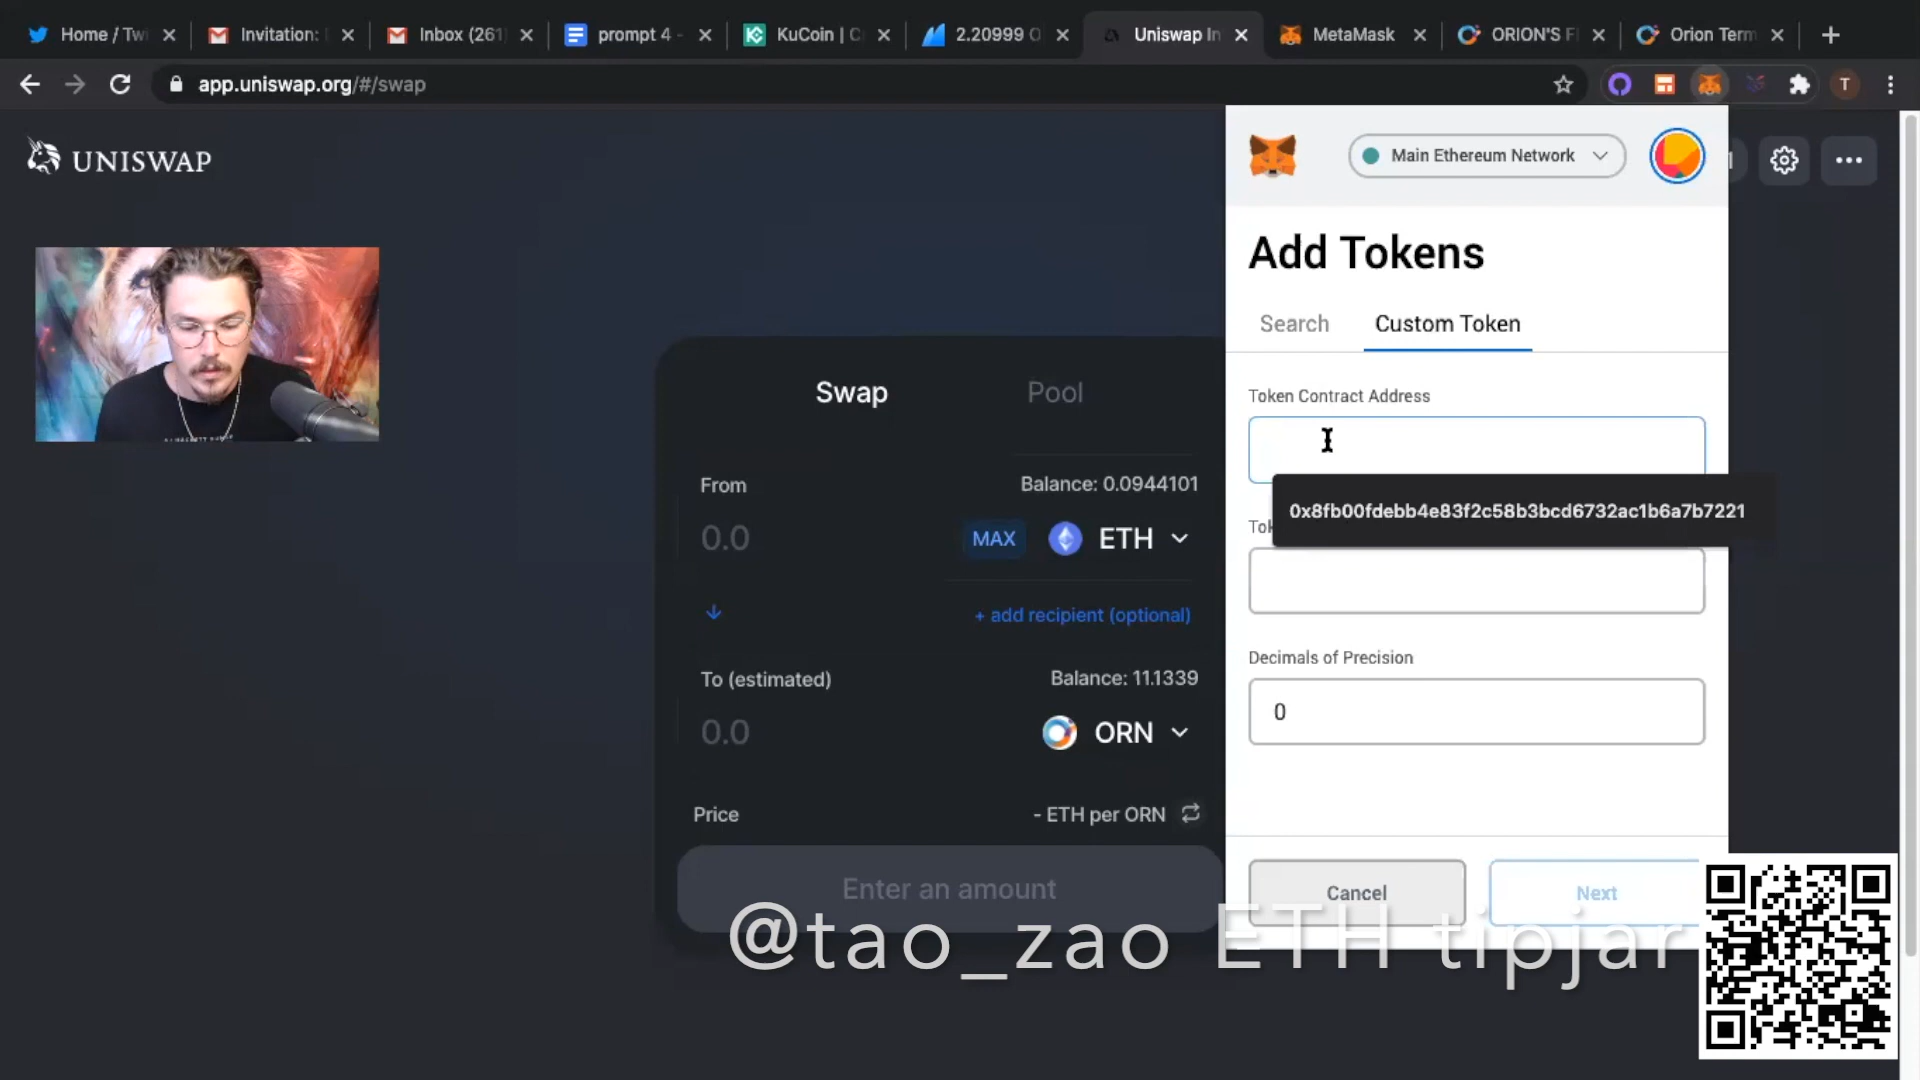 Home / Twi
Invitation:
Inbox (261
prompt 4 -
KuCoin | C
2.20999 O
Uniswap In
MetaMask
ORION'S F
Orion Term
app.uniswap.org/#/swap
T
UNISWAP
Main Ethereum Network
Add Tokens
Search
Custom Token
Token Contract Address
0x8fb00fdebb4e83f2c58b3bcd6732ac1b6a7b7221
Tok
Decimals of Precision
0
Cancel
Next
Swap
Pool
From
Balance: 0.0944101
0.0
MAX
ETH
+ add recipient (optional)
To (estimated)
Balance: 11.1339
0.0
ORN
Price
- ETH per ORN
Enter an amount
@tao_zao ETH tipjar